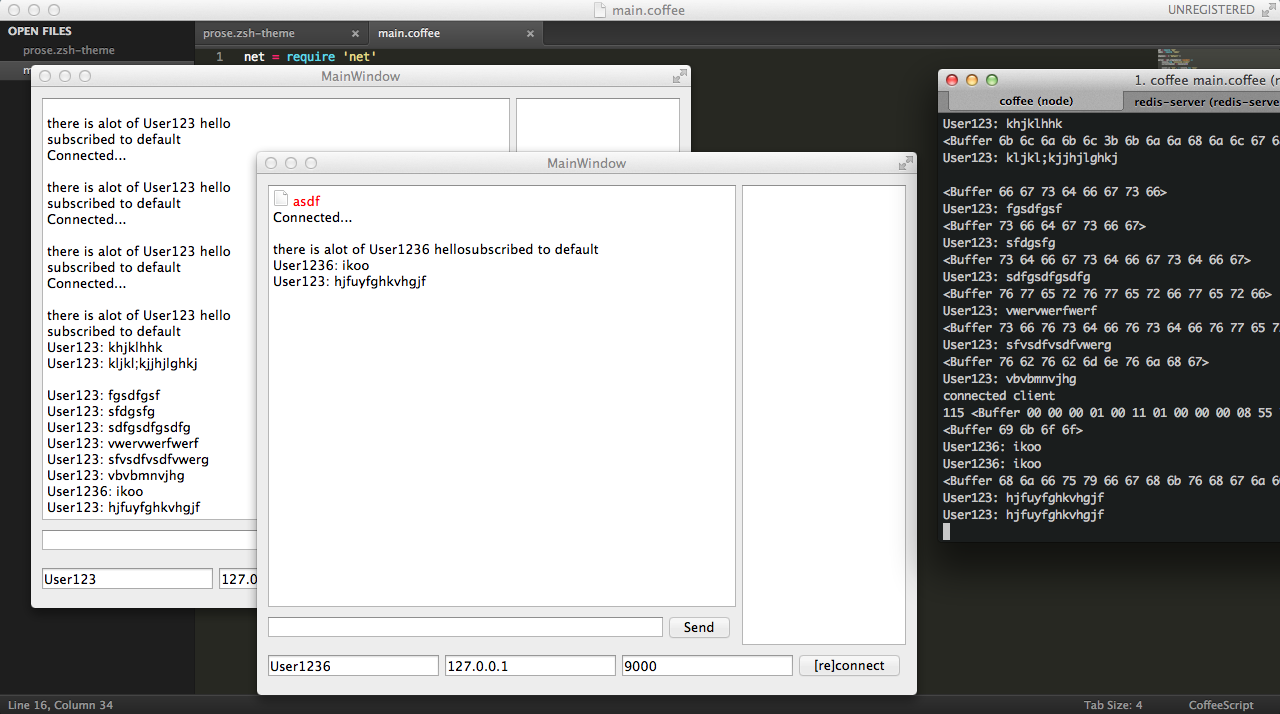 main.coffee
UNREGISTERED
OPEN FILES
prose.zsh-theme
prose.zsh-theme ×
main.coffee ×
1 net = require 'net'
MainWindow
there is alot of User123 hello
subscribed to default
Connected...
there is alot of User123 hello
subscribed to default
Connected...
there is alot of User123 hello
subscribed to default
Connected...
there is alot of User123 hello
subscribed to default
User123: khjklhhk
User123: kljkl;kjjhjlghkj
User123: fgsdfgsf
User123: sfdgsfg
User123: sdfgsdfgsdfg
User123: vwervwerfwerf
User123: sfvsdfvsdfvwerg
User123: vbvbmnvjhg
User1236: ikoo
User123: hjfuyfghkvhgjf
User123
127.0
MainWindow
asdf
Connected...
there is alot of User1236 hellosubscribed to default
User1236: ikoo
User123: hjfuyfghkvhgjf
Send
User1236
127.0.0.1
9000
[re]connect
1. coffee main.coffee (
coffee (node)
redis-server (redis-serve
User123: khjklhhk
<Buffer 6b 6c 6a 6b 6c 3b 6b 6a 6a 68 6a 6c 67 6
User123: kljkl;kjjhjlghkj
<Buffer 66 67 73 64 66 67 73 66>
User123: fgsdfgsf
<Buffer 73 66 64 67 73 66 67>
User123: sfdgsfg
<Buffer 73 64 66 67 73 64 66 67 73 64 66 67>
User123: sdfgsdfgsdfg
<Buffer 76 77 65 72 76 77 65 72 66 77 65 72 66>
User123: vwervwerfwerf
<Buffer 73 66 76 73 64 66 76 73 64 66 76 77 65 7
User123: sfvsdfvsdfvwerg
<Buffer 76 62 76 62 6d 6e 76 6a 68 67>
User123: vbvbmnvjhg
connected client
115 <Buffer 00 00 00 01 00 11 01 00 00 00 08 55
<Buffer 69 6b 6f 6f>
User1236: ikoo
User1236: ikoo
<Buffer 68 6a 66 75 79 66 67 68 6b 76 68 67 6a 6
User123: hjfuyfghkvhgjf
User123: hjfuyfghkvhgjf
Line 16, Column 34
Tab Size: 4
CoffeeScript